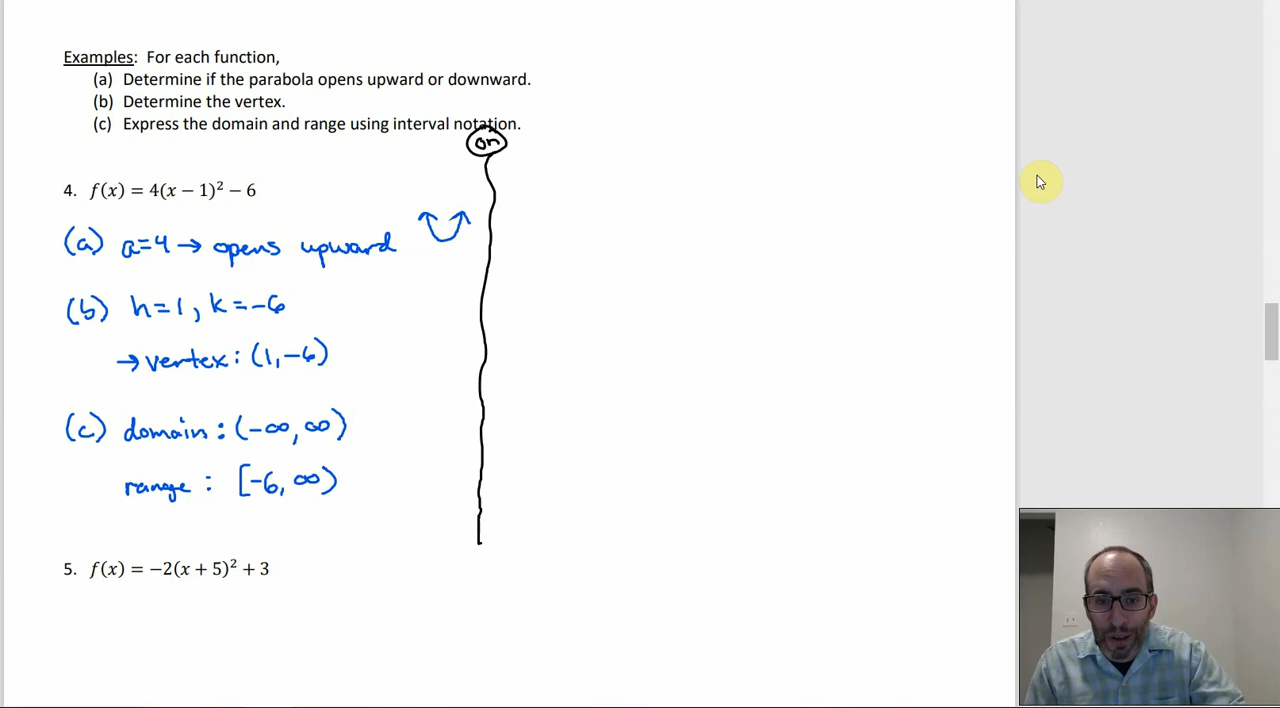 Examples: For each function,
(a) Determine if the parabola opens upward or downward.
(b) Determine the vertex.
(c) Express the domain and range using interval notation.
on
4. f(x) = 4(x − 1)² − 6
(a) a=4 → opens upward
(b) h=1, k=-6
→ vertex: (1,-6)
(c) domain: (-∞, ∞)
range: [-6, ∞)
5. f(x) = −2(x + 5)² + 3